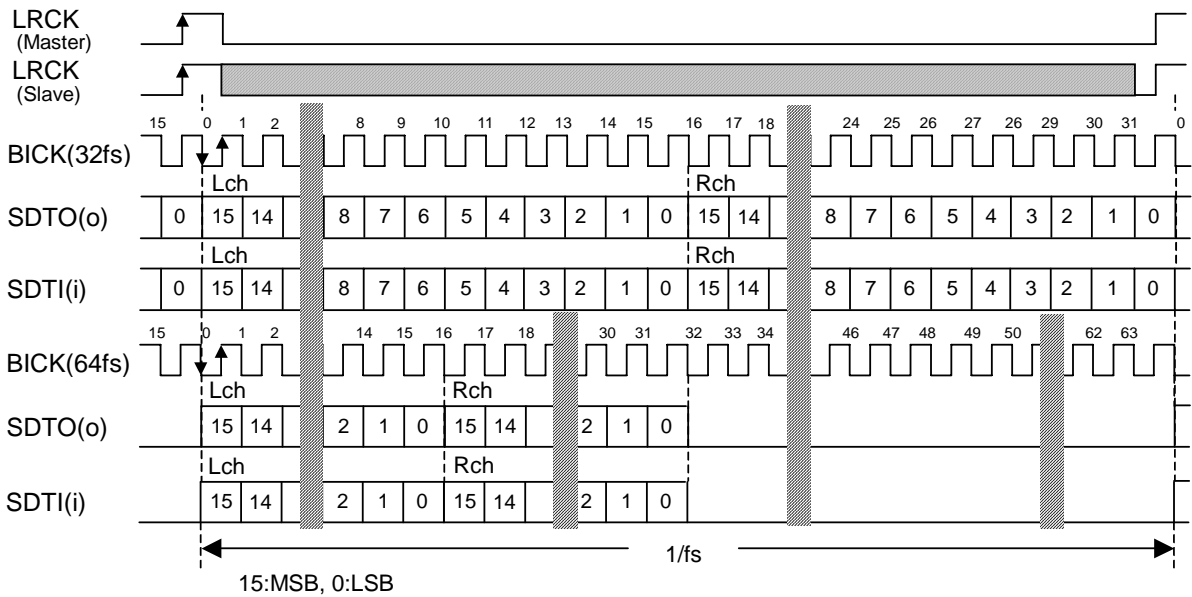 LRCK
(Master)
LRCK
(Slave)
15 0 1 2 8 9 10 11 12 13 14 15 16 17 18 24 25 26 27 26 29 30 31 0
BICK(32fs)
Lch Rch
SDTO(o) 0 15 14 8 7 6 5 4 3 2 1 0 15 14 8 7 6 5 4 3 2 1 0
Lch Rch
SDTI(i) 0 15 14 8 7 6 5 4 3 2 1 0 15 14 8 7 6 5 4 3 2 1 0
15 0 1 2 14 15 16 17 18 30 31 32 33 34 46 47 48 49 50 62 63
BICK(64fs)
Lch Rch
SDTO(o) 15 14 2 1 0 15 14 2 1 0
Lch Rch
SDTI(i) 15 14 2 1 0 15 14 2 1 0
1/fs
15:MSB, 0:LSB